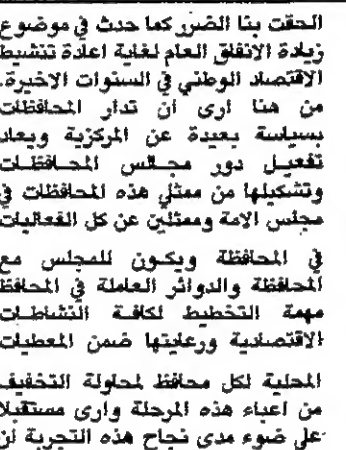 الحقت بنا الضرر كما حدث في موضوع
زيادة الانفاق العام لغاية اعادة تنشيط
الاقتصاد الوطني في السنوات الاخيرة.
من هنا ارى ان تدار المحافظات
بسياسة بعيدة عن المركزية ويعاد
تفعيل دور مجالس المحافظات
وتشكيلها من ممثلي هذه المحافظات في
مجلس الامة وممثلين عن كل الفعاليات
في المحافظة ويكون للمجلس مع
المحافظة والدوائر العاملة في المحافظة
مهمة التخطيط لكافة النشاطات
الاقتصادية ورعايتها ضمن المعطيات
المحلية لكل محافظ لمحاولة التخفيف
من اعباء هذه المرحلة وارى مستقبلا
على ضوء مدى نجاح هذه التجربة ان